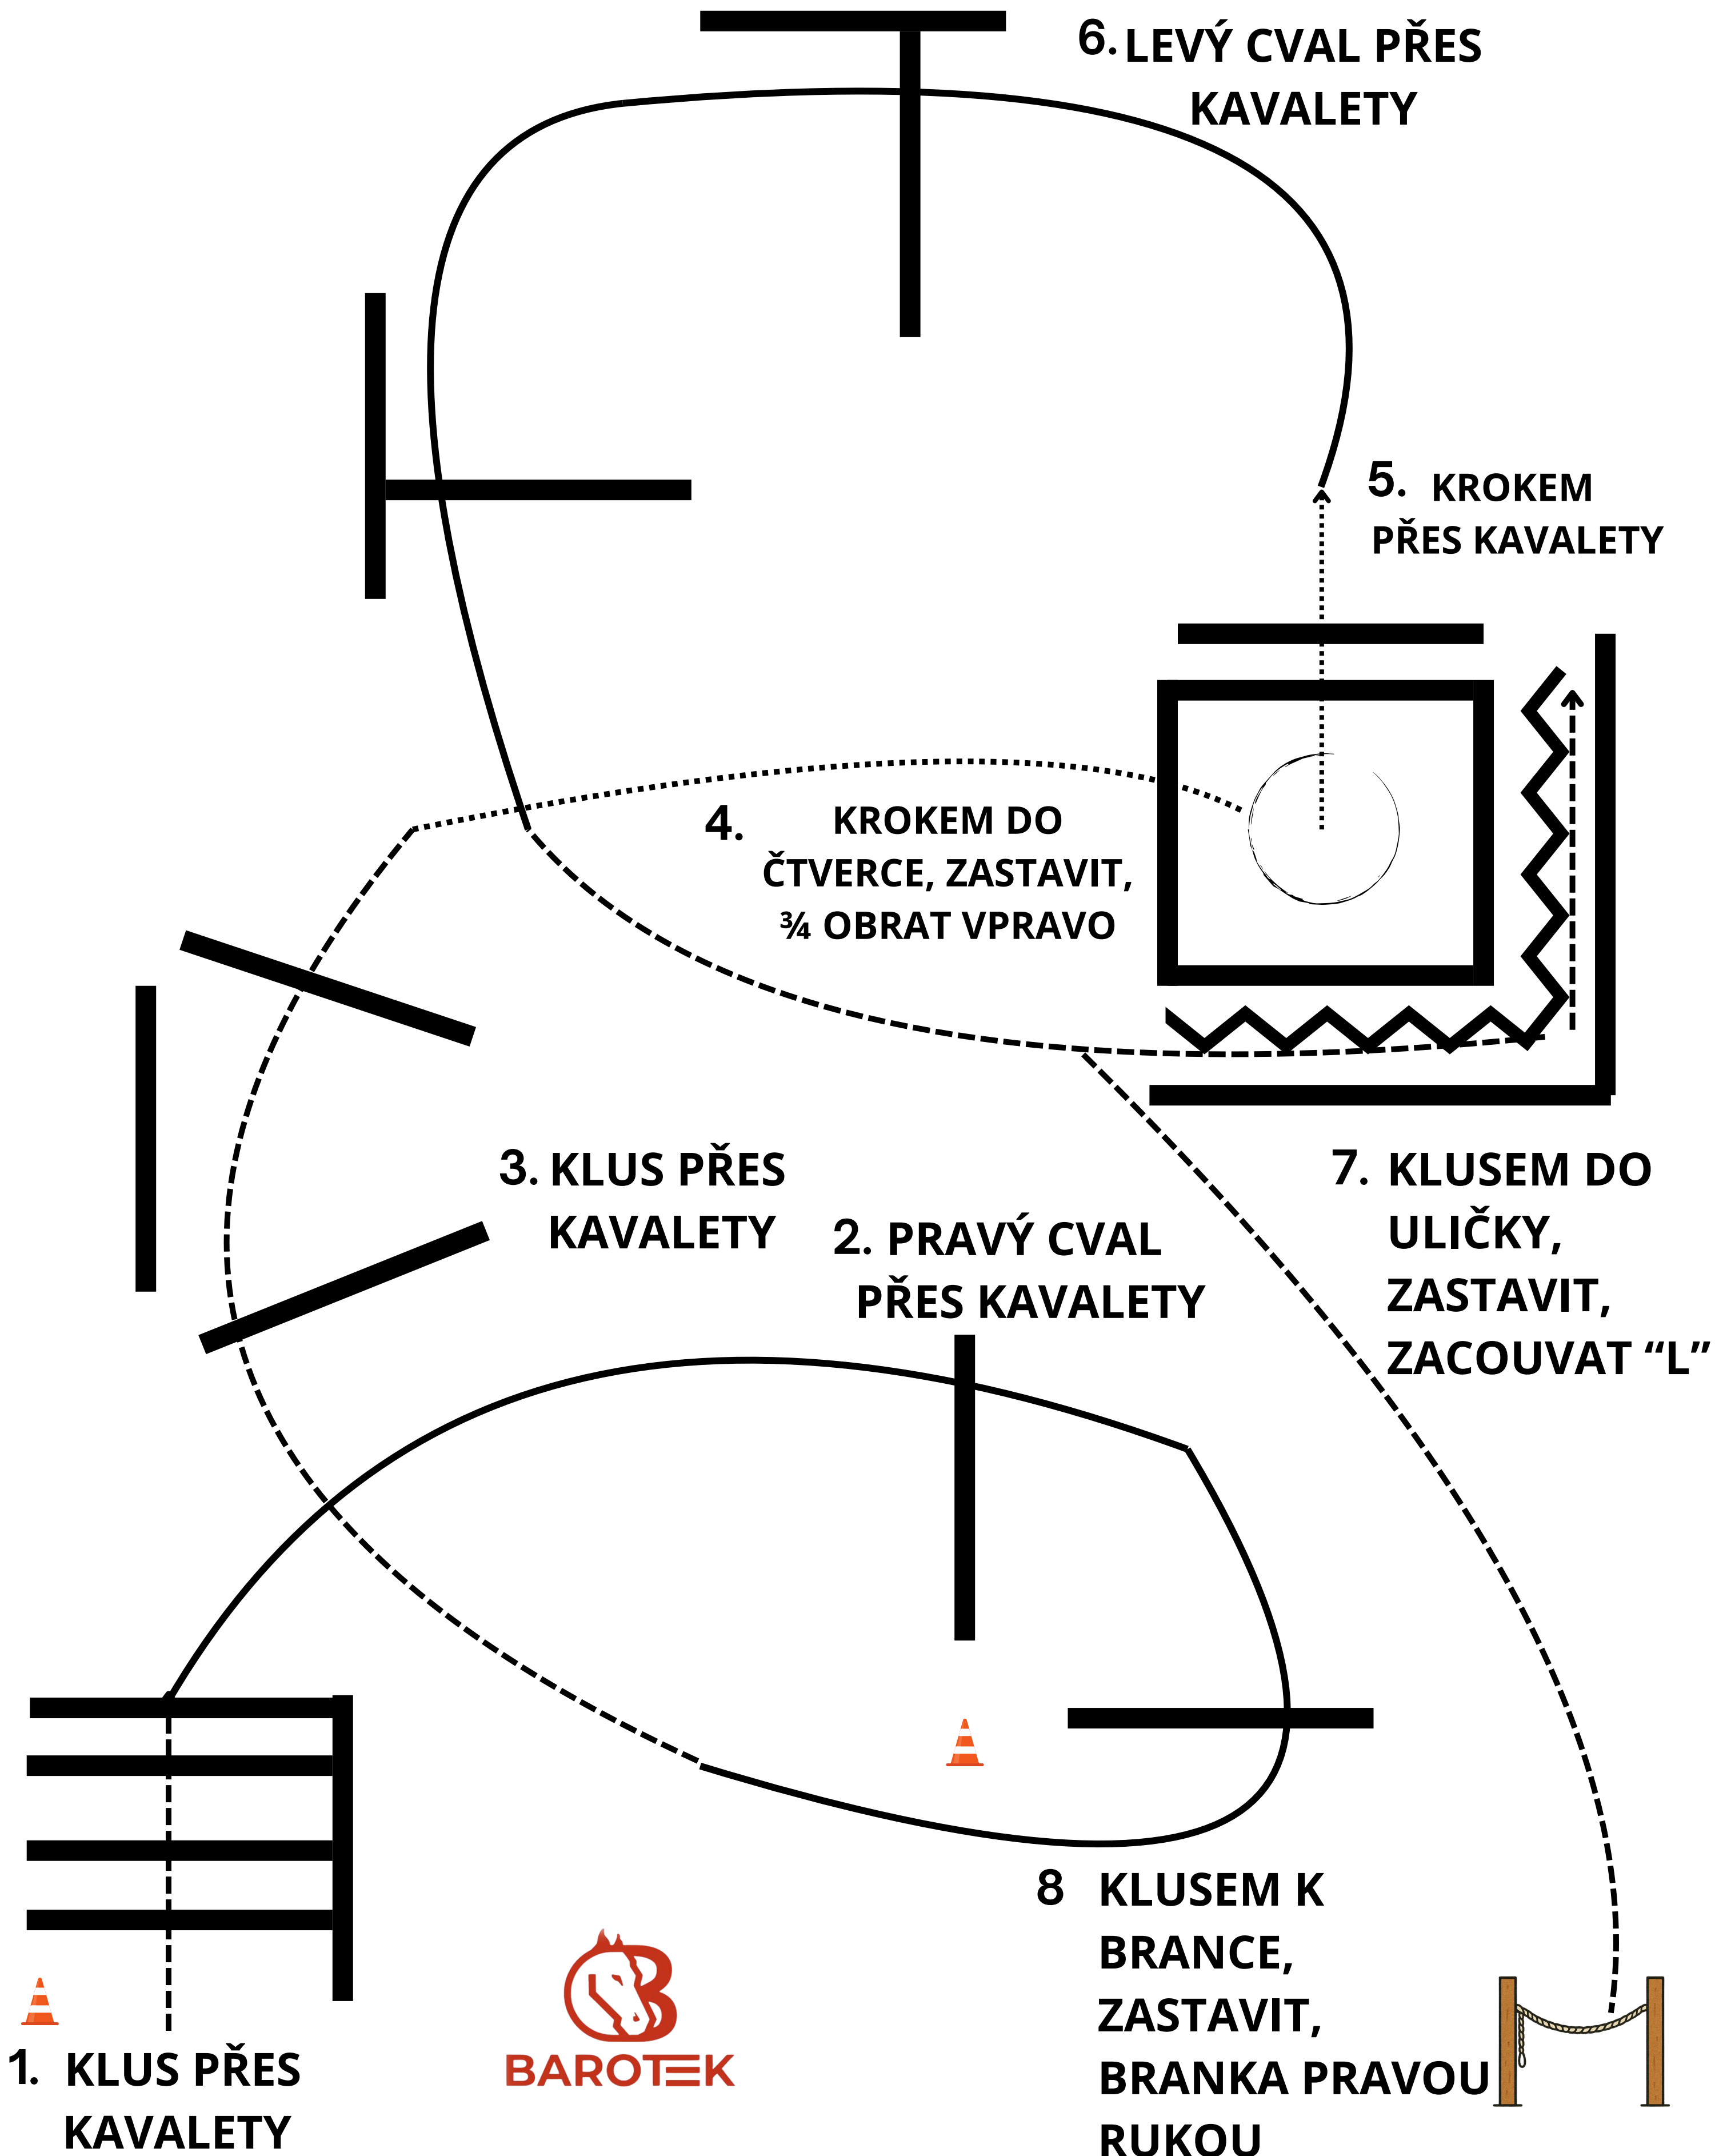 6. LEVÝ CVAL PŘES
KAVALETY
5. KROKEM
PŘES KAVALETY
4. KROKEM DO
ČTVERCE, ZASTAVIT,
¾ OBRAT VPRAVO
3. KLUS PŘES
KAVALETY
2. PRAVÝ CVAL
PŘES KAVALETY
7. KLUSEM DO
ULIČKY,
ZASTAVIT,
ZACOUVAT “L”
8 KLUSEM K
BRANCE,
ZASTAVIT,
BRANKA PRAVOU
RUKOU
BAROTEK
1. KLUS PŘES
KAVALETY